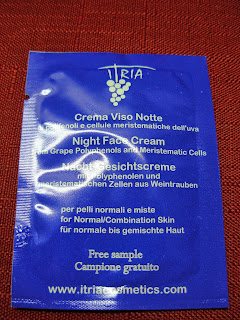 ITRIA
Crema Viso Notte
polifenoli e cellule meristematiche dell'uva
Night Face Cream
Grape Polyphenols and Meristematic Cells
Nacht-Gesichtscreme
mit Polyphenolen und
meristematischen Zellen aus Weintrauben
per pelli normali e miste
for Normal/Combination Skin
für normale bis gemischte Haut
Free sample
Campione gratuito
www.itriacosmetics.com